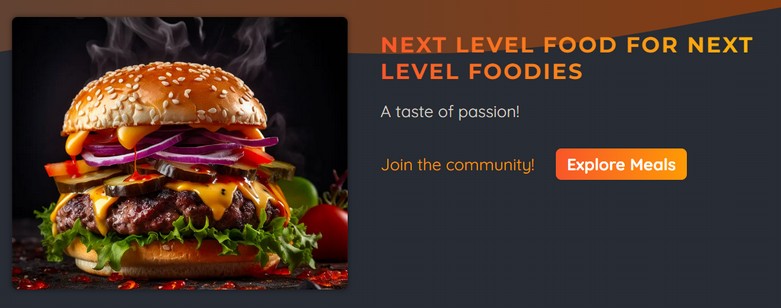 NEXT LEVEL FOOD FOR NEXT
LEVEL FOODIES
A taste of passion!
Join the community! Explore Meals